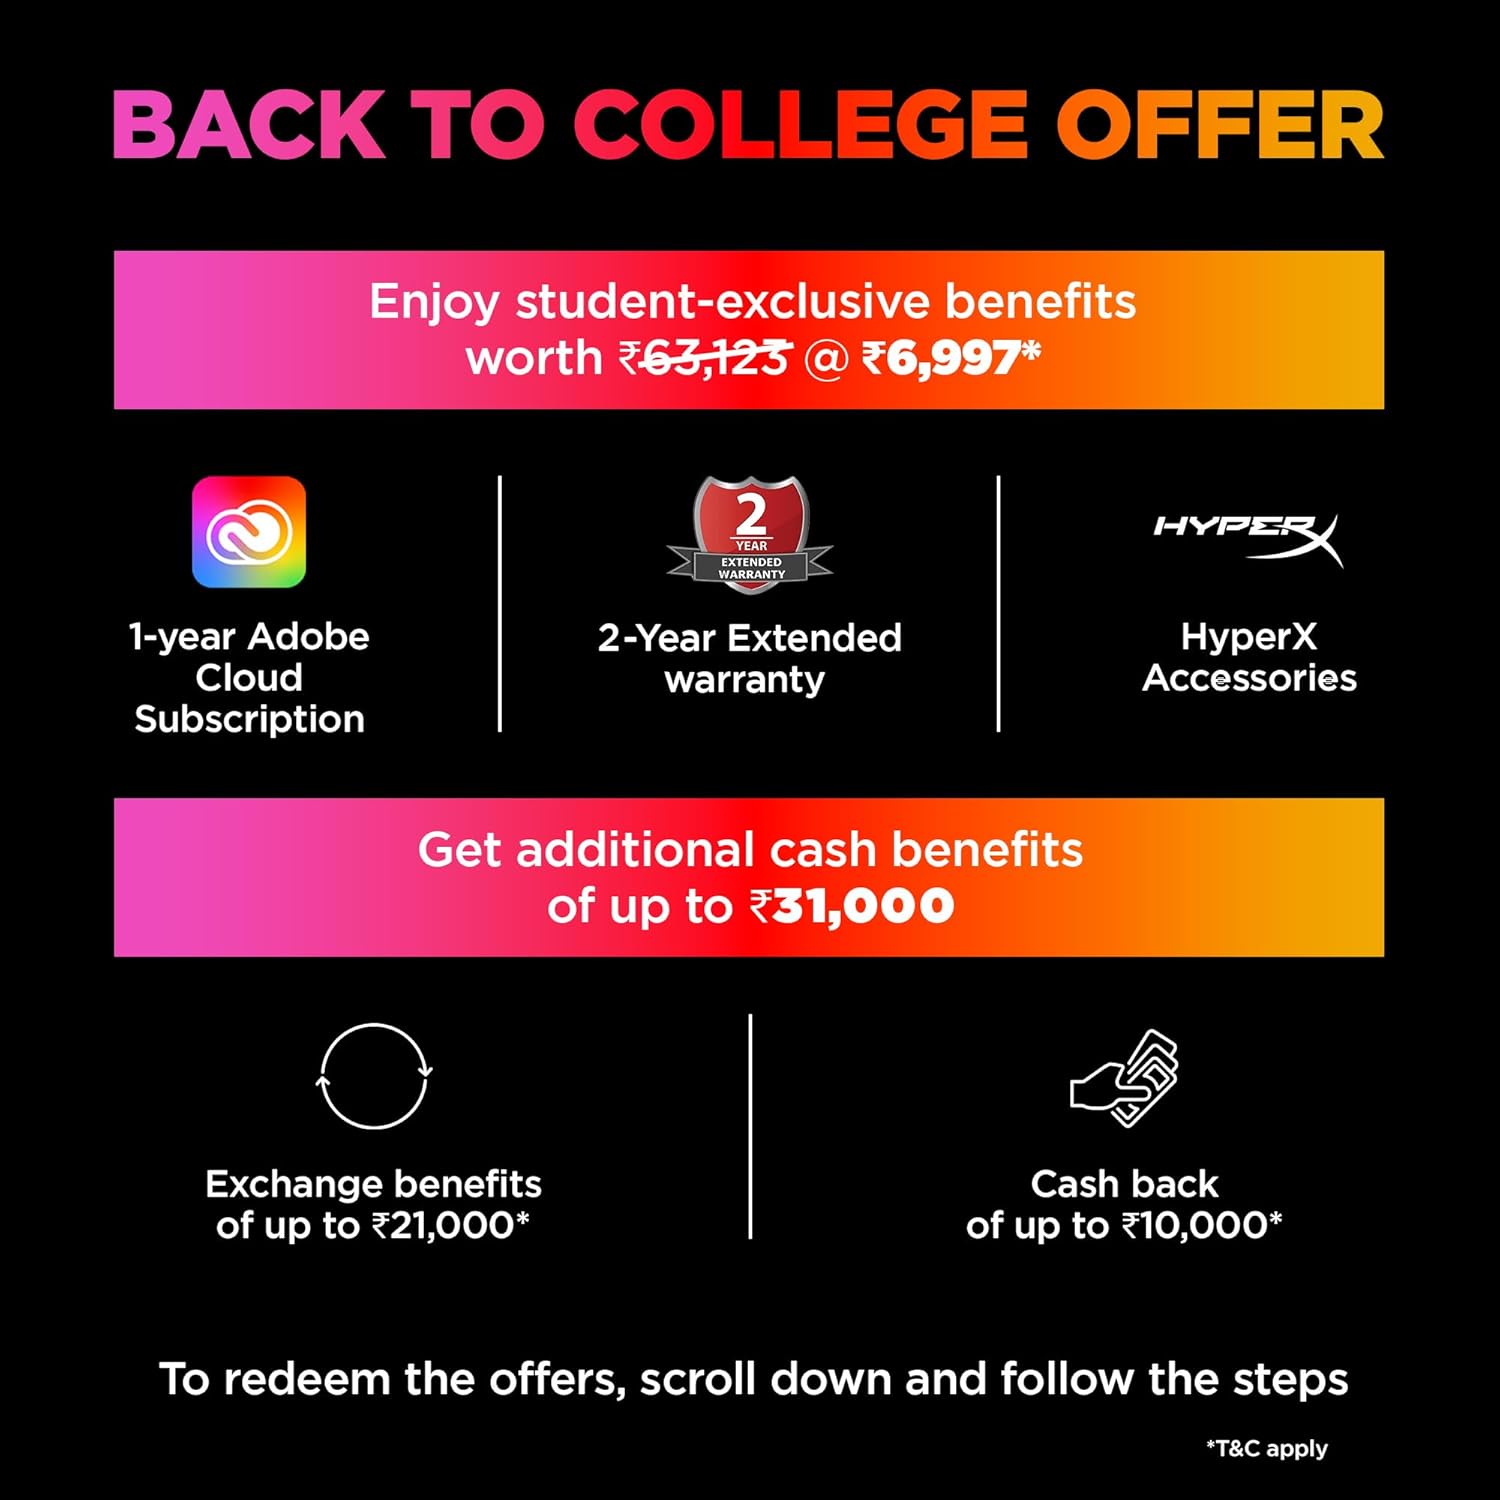 BACK TO COLLEGE OFFER
Enjoy student-exclusive benefits
worth ₹63,123 @ ₹6,997*
1-year Adobe
Cloud
Subscription
2
YEAR
EXTENDED
WARRANTY
2-Year Extended
warranty
HYPERX
HyperX
Accessories
Get additional cash benefits
of up to ₹31,000
Exchange benefits
of up to ₹21,000*
Cash back
of up to ₹10,000*
To redeem the offers, scroll down and follow the steps
*T&C apply